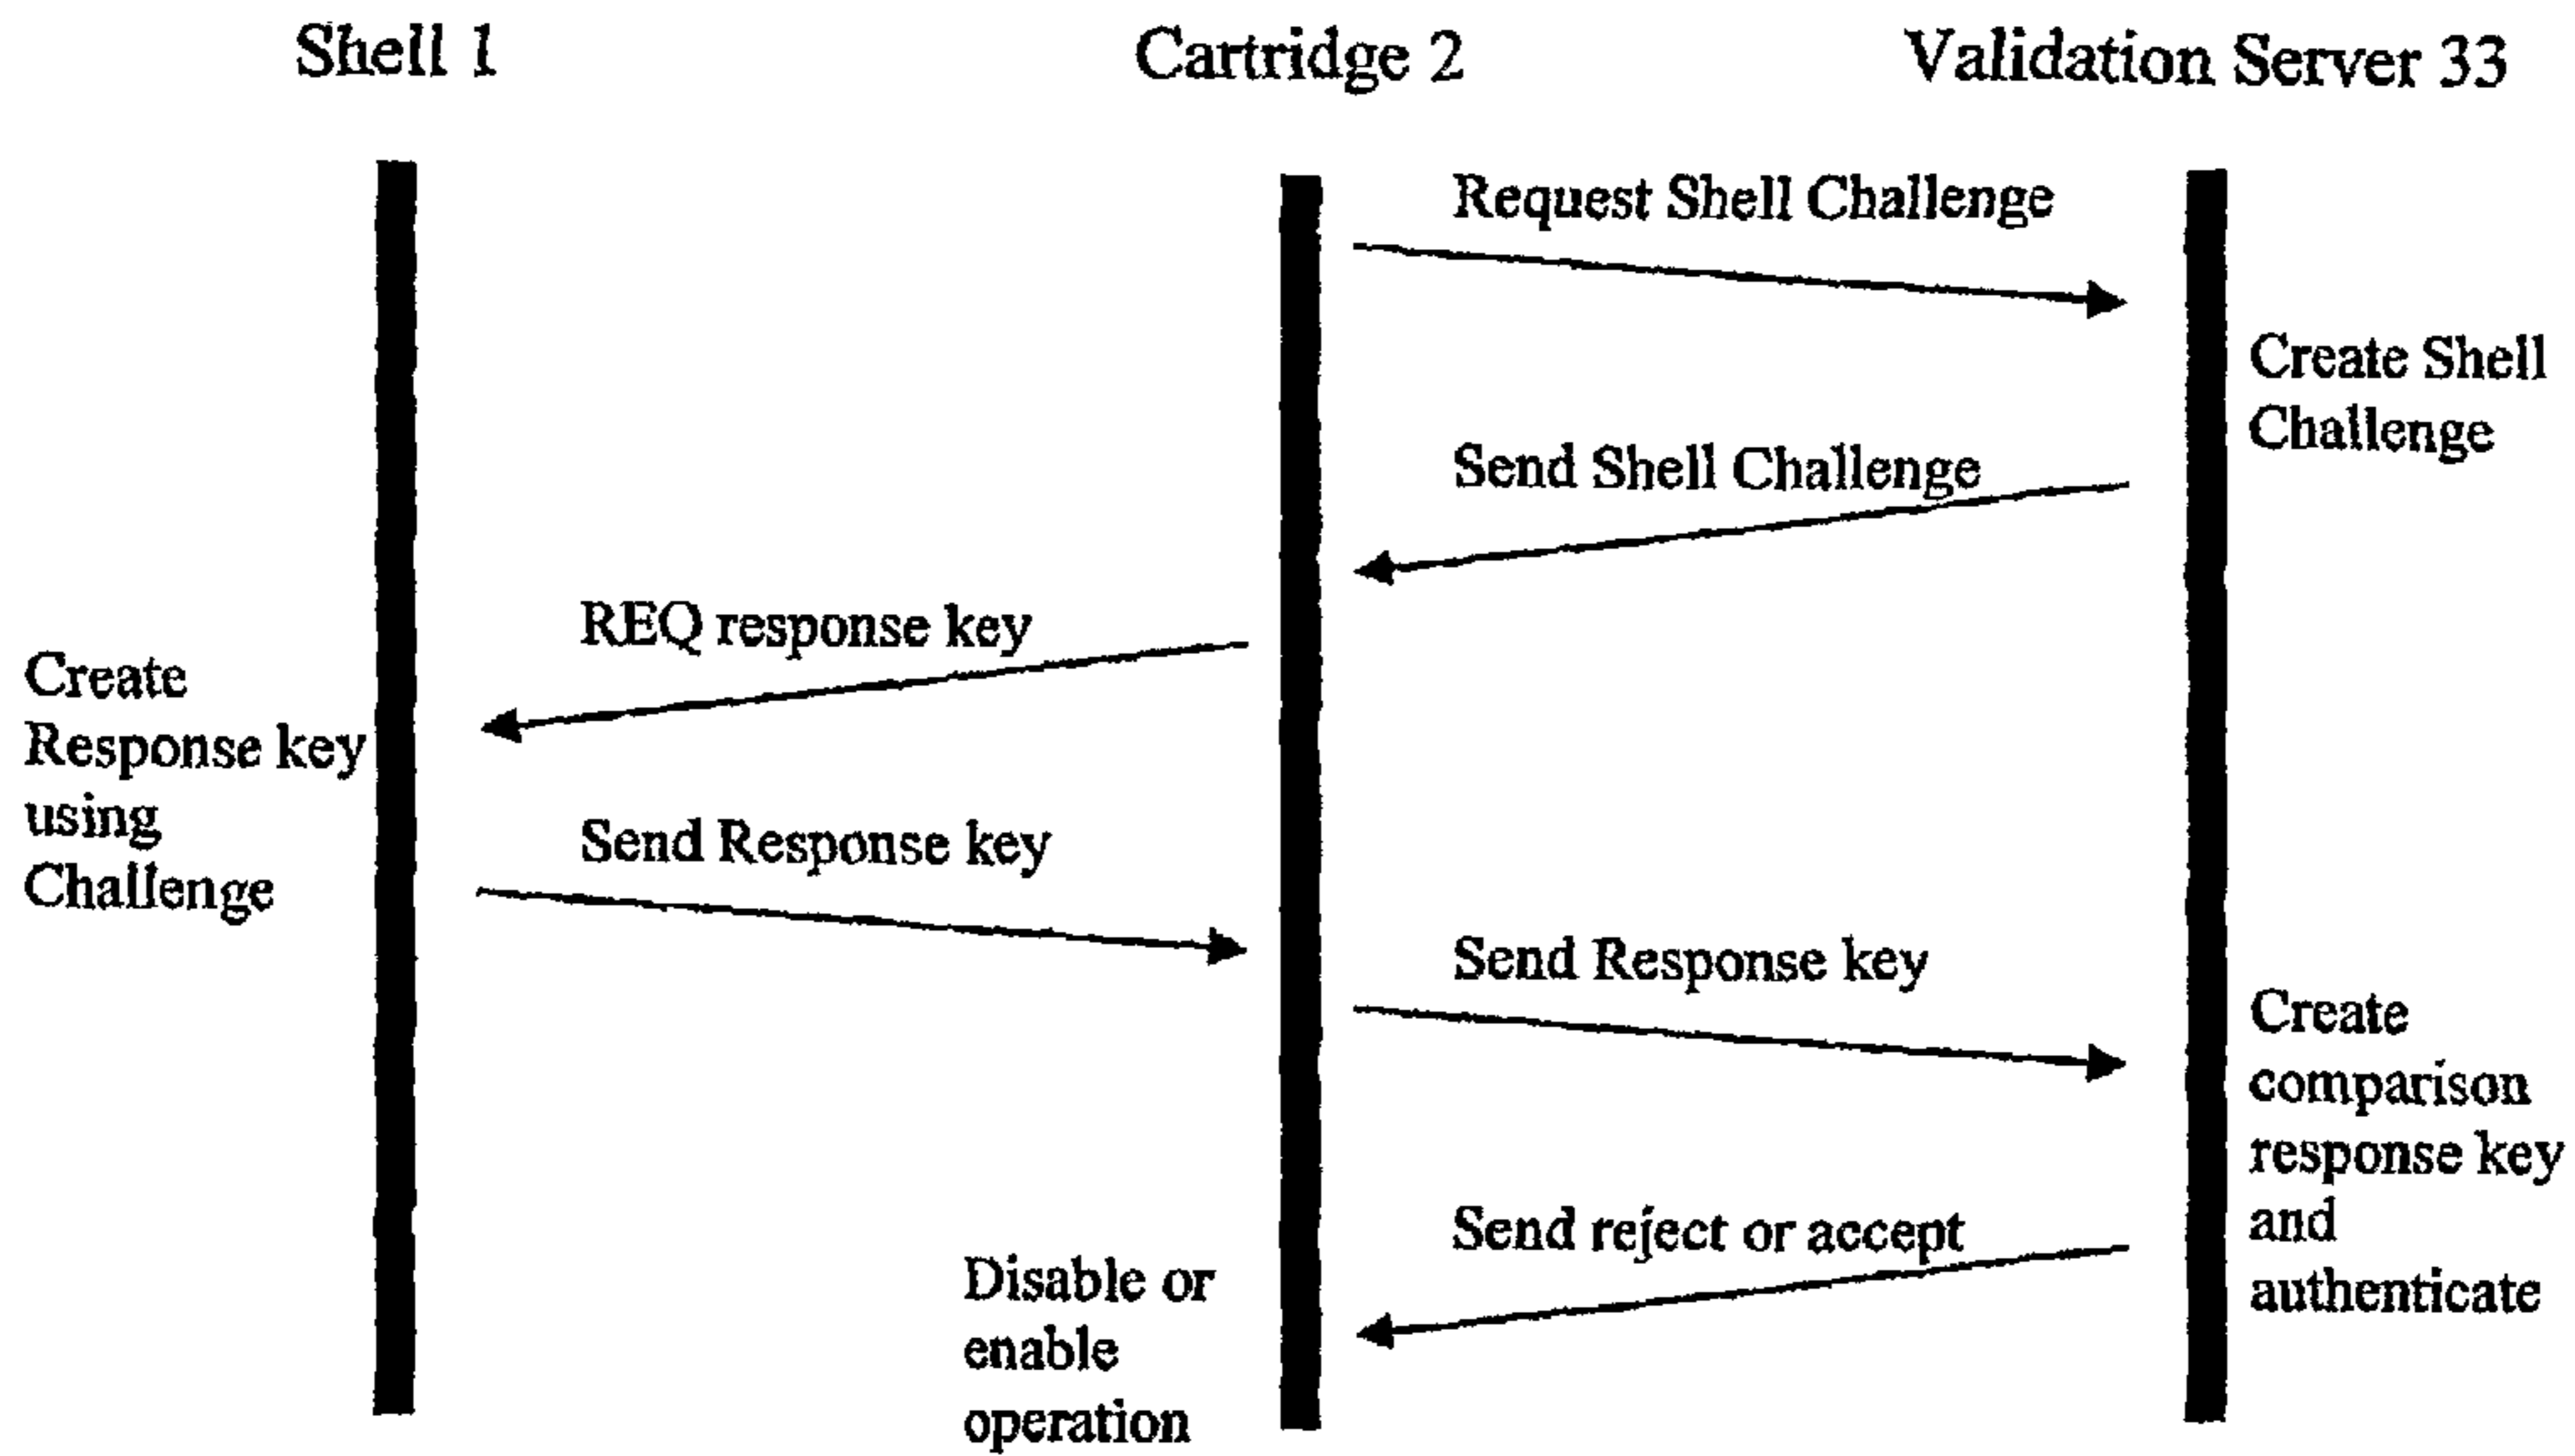 Shell 1
Cartridge 2
Validation Server 33
Request Shell Challenge
Create Shell
Challenge
Send Shell Challenge
REQ response key
Create
Response key
using
Challenge
Send Response key
Send Response key
Create
comparison
response key
and
authenticate
Send reject or accept
Disable or
enable
operation